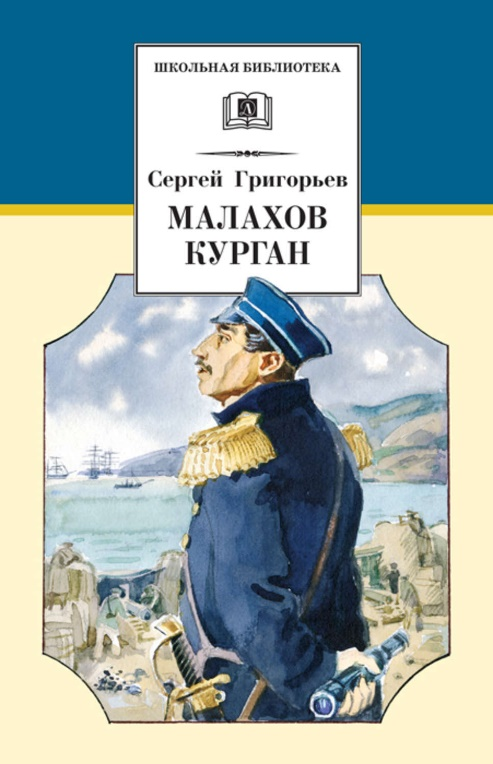 ШКОЛЬНАЯ БИБЛИОТЕКА
Сергей Григорьев
МАЛАХОВ
КУРГАН